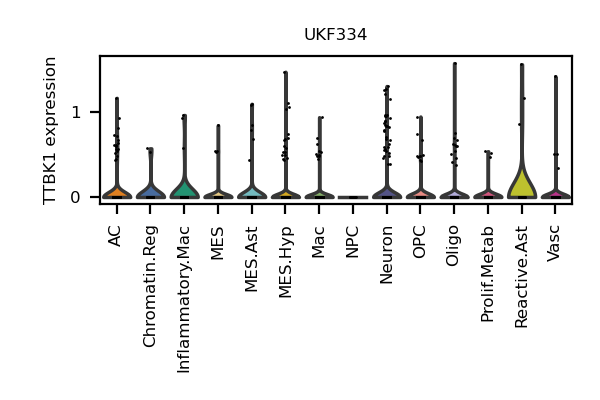 UKF334
TTBK1 expression
1
0
AC
Chromatin.Reg
Inflammatory.Mac
MES
MES.Ast
MES.Hyp
Mac
NPC
Neuron
OPC
Oligo
Prolif.Metab
Reactive.Ast
Vasc